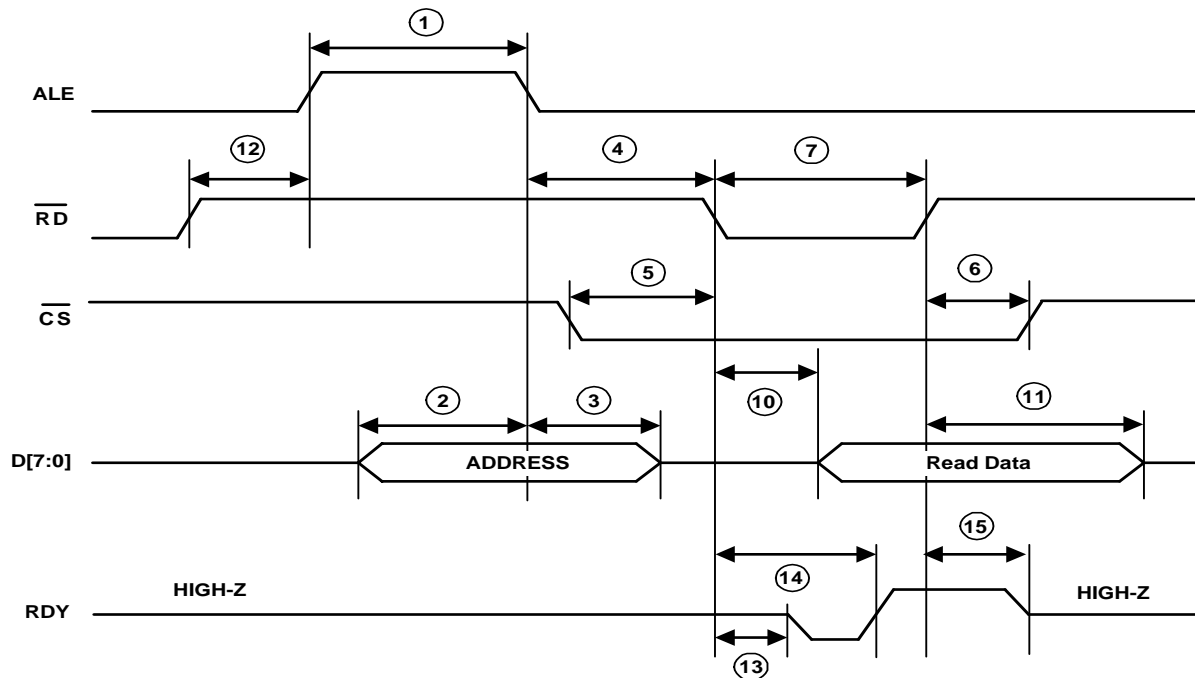 1
ALE
12
4
7
RD
5
6
CS
2
3
10
11
D[7:0]
ADDRESS
Read Data
15
14
HIGH-Z
HIGH-Z
RDY
13